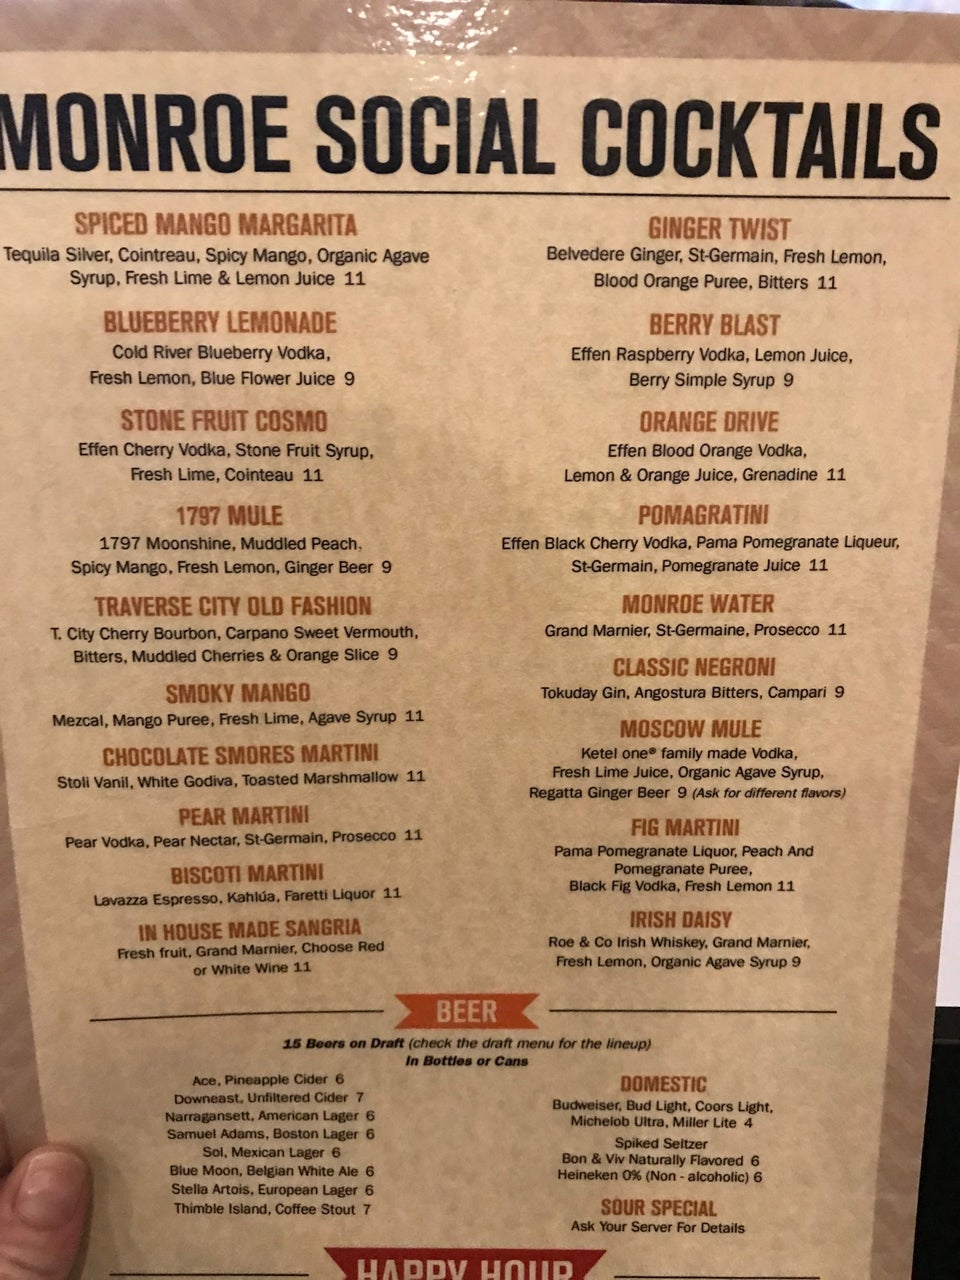 MONROE SOCIAL COCKTAILS
SPICED MANGO MARGARITA
Tequila Silver, Cointreau, Spicy Mango, Organic Agave
Syrup, Fresh Lime & Lemon Juice 11
BLUEBERRY LEMONADE
Cold River Blueberry Vodka,
Fresh Lemon, Blue Flower Juice 9
STONE FRUIT COSMO
Effen Cherry Vodka, Stone Fruit Syrup,
Fresh Lime, Cointeau 11
1797 MULE
1797 Moonshine, Muddled Peach,
Spicy Mango, Fresh Lemon, Ginger Beer 9
TRAVERSE CITY OLD FASHION
T. City Cherry Bourbon, Carpano Sweet Vermouth,
Bitters, Muddled Cherries & Orange Slice 9
SMOKY MANGO
Mezcal, Mango Puree, Fresh Lime, Agave Syrup 11
CHOCOLATE SMORES MARTINI
Stoli Vanil, White Godiva, Toasted Marshmallow 11
PEAR MARTINI
Pear Vodka, Pear Nectar, St-Germain, Prosecco 11
BISCOTI MARTINI
Lavazza Espresso, Kahlúa, Faretti Liquor 11
IN HOUSE MADE SANGRIA
Fresh fruit, Grand Marnier, Choose Red
or White Wine 11
GINGER TWIST
Belvedere Ginger, St-Germain, Fresh Lemon,
Blood Orange Puree, Bitters 11
BERRY BLAST
Effen Raspberry Vodka, Lemon Juice,
Berry Simple Syrup 9
ORANGE DRIVE
Effen Blood Orange Vodka,
Lemon & Orange Juice, Grenadine 11
POMAGRATINI
Effen Black Cherry Vodka, Pama Pomegranate Liqueur,
St-Germain, Pomegranate Juice 11
MONROE WATER
Grand Marnier, St-Germaine, Prosecco 11
CLASSIC NEGRONI
Tokuday Gin, Angostura Bitters, Campari 9
MOSCOW MULE
Ketel one® family made Vodka,
Fresh Lime Juice, Organic Agave Syrup,
Regatta Ginger Beer 9 (Ask for different flavors)
FIG MARTINI
Pama Pomegranate Liquor, Peach And
Pomegranate Puree,
Black Fig Vodka, Fresh Lemon 11
IRISH DAISY
Roe & Co Irish Whiskey, Grand Marnier,
Fresh Lemon, Organic Agave Syrup 9
BEER
15 Beers on Draft (check the draft menu for the lineup)
In Bottles or Cans
Ace, Pineapple Cider 6
Downeast, Unfiltered Cider 7
Narragansett, American Lager 6
Samuel Adams, Boston Lager 6
Sol, Mexican Lager 6
Blue Moon, Belgian White Ale 6
Stella Artois, European Lager 6
Thimble Island, Coffee Stout 7
DOMESTIC
Budweiser, Bud Light, Coors Light,
Michelob Ultra, Miller Lite 4
Spiked Seltzer
Bon & Viv Naturally Flavored 6
Heineken 0% (Non - alcoholic) 6
SOUR SPECIAL
Ask Your Server For Details
HAPPY HOUR